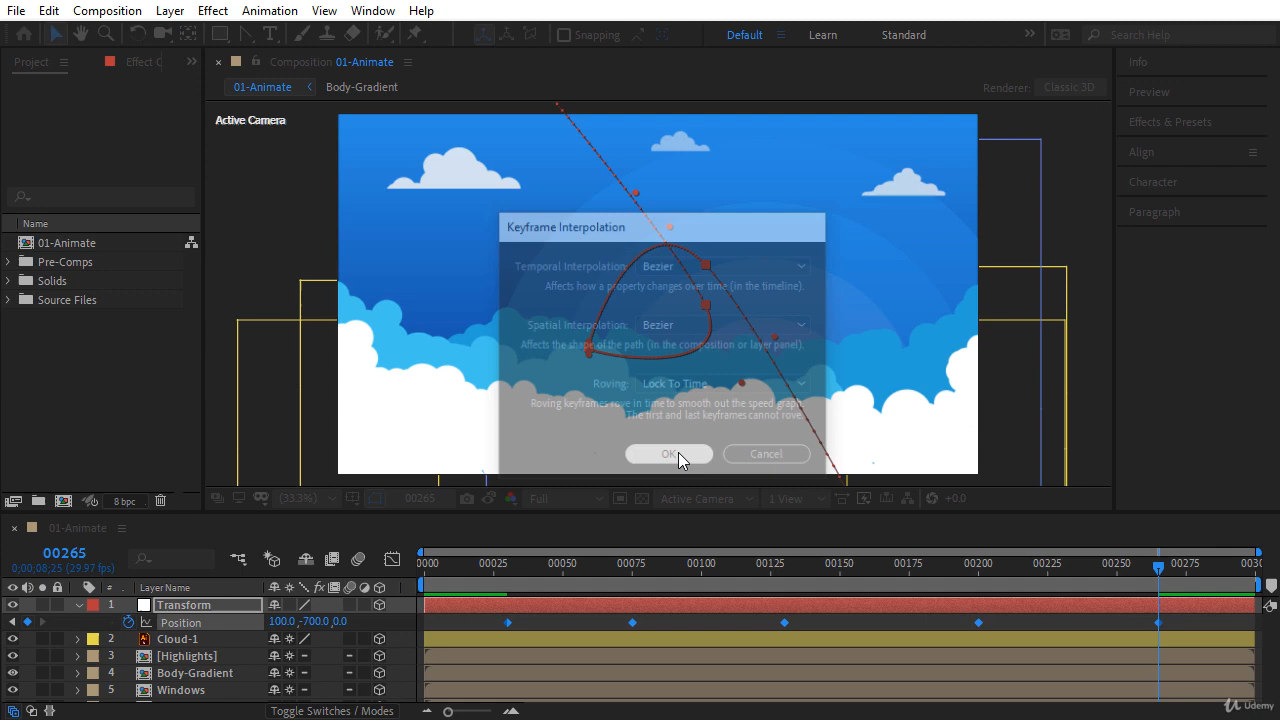 File Edit Composition Layer Effect Animation View Window Help
Snapping Default Learn Standard Search Help
Project Effect C Composition 01-Animate Info
01-Animate Body-Gradient Renderer: Classic 3D Preview
Active Camera Effects & Presets
Align
Character
Paragraph
Name
01-Animate
Pre-Comps
Solids
Source Files
Keyframe Interpolation
Temporal Interpolation: Bezier
Affects how a property changes over time (in the timeline).
Spatial Interpolation: Bezier
Affects the shape of the path (in the composition or layer panel).
Roving: Lock To Time
Roving keyframes rove in time to smooth out the speed graph.
The first and last keyframes cannot rove.
OK Cancel
8 bpc (33.3%) 00265 Full Active Camera 1 View +0.0
01-Animate
00265
0;00;08;25 (29.97 fps)
0000 00025 00050 00075 00100 00125 00150 00175 00200 00225 00250 00275 0030
# Layer Name
1 Transform
Position 100.0,-700.0,0.0
2 Cloud-1
3 [Highlights]
4 Body-Gradient
5 Windows
Toggle Switches / Modes
Udemy